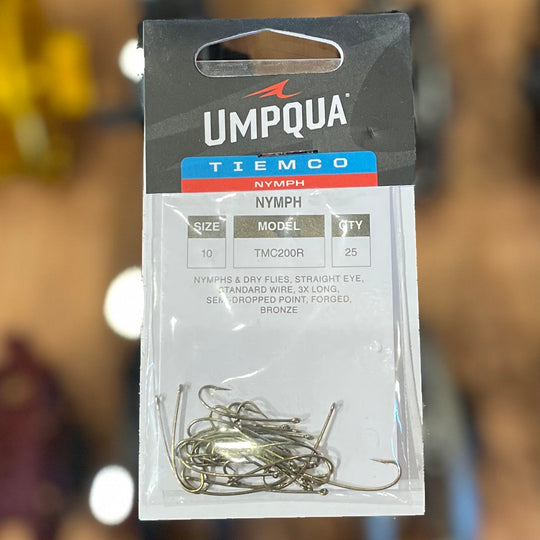 UMPQUA
TIEMCO
NYMPH
NYMPH
SIZE MODEL QTY
10 TMC200R 25
NYMPHS & DRY FLIES, STRAIGHT EYE,
STANDARD WIRE, 3X LONG,
SEMI-DROPPED POINT, FORGED,
BRONZE